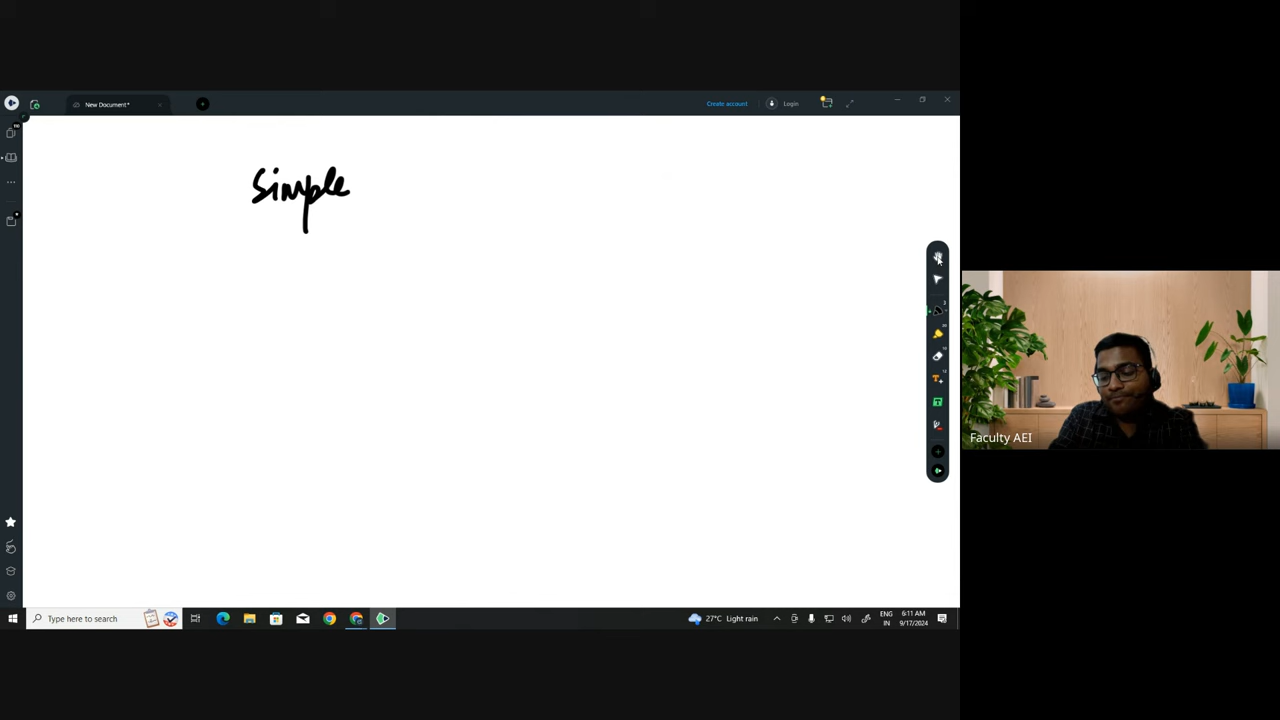 New Document*
Create account
Login
Simple
Faculty AEI
Type here to search
27°C Light rain
ENG
IN
6:11 AM
9/17/2024